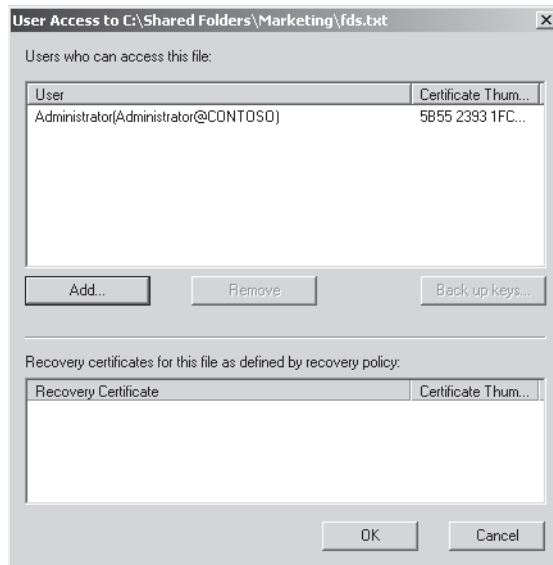 User Access to C:\Shared Folders\Marketing\fds.txt
Users who can access this file:
User Certificate Thum...
Administrator(Administrator@CONTOSO) 5B55 2393 1FC...
Add... Remove Back up keys...
Recovery certificates for this file as defined by recovery policy:
Recovery Certificate Certificate Thum...
OK Cancel